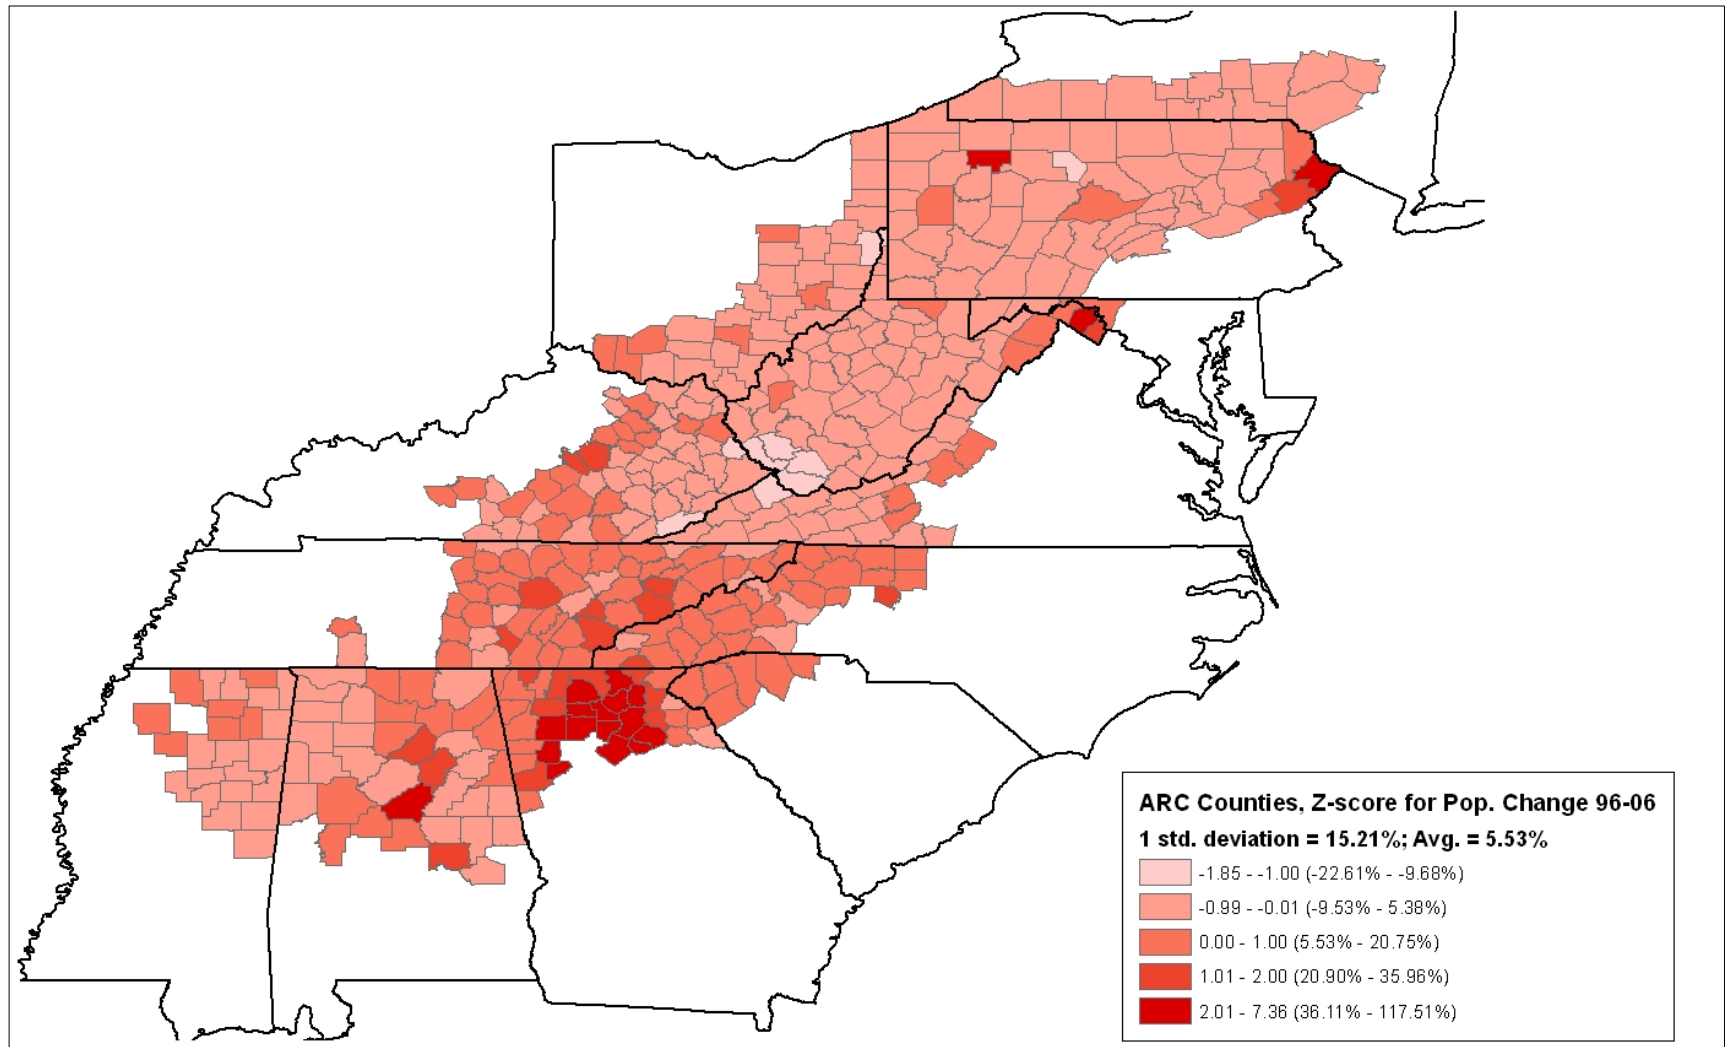 ARC Counties, Z-score for Pop. Change 96-06
1 std. deviation = 15.21%; Avg. = 5.53%
-1.85 - -1.00 (-22.61% - -9.68%)
-0.99 - -0.01 (-9.53% - 5.38%)
0.00 - 1.00 (5.53% - 20.75%)
1.01 - 2.00 (20.90% - 35.96%)
2.01 - 7.36 (36.11% - 117.51%)